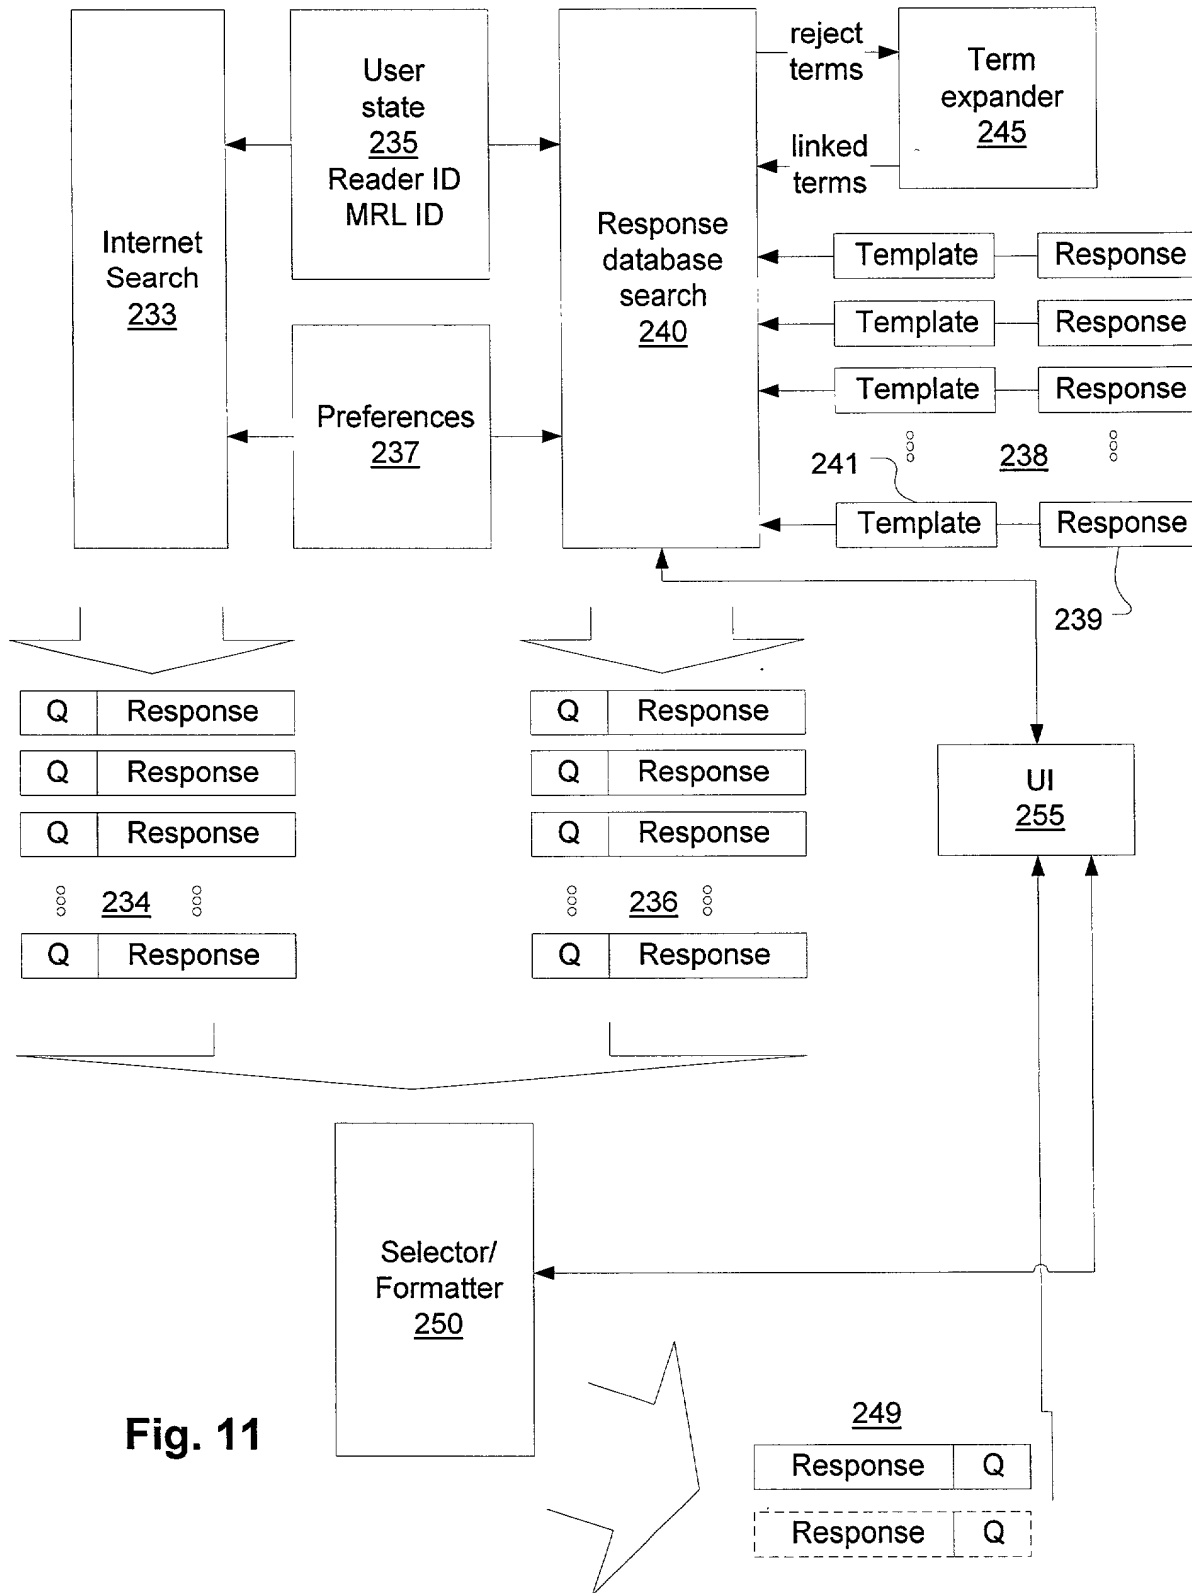 Internet
Search
233
User
state
235
Reader ID
MRL ID
Preferences
237
Response
database
search
240
reject
terms
linked
terms
Term
expander
245
Template Response
Template Response
Template Response
238
241
Template Response
239
Q Response
Q Response
Q Response
234
Q Response
Q Response
Q Response
Q Response
236
Q Response
UI
255
Selector/
Formatter
250
249
Response Q
Response Q
Fig. 11